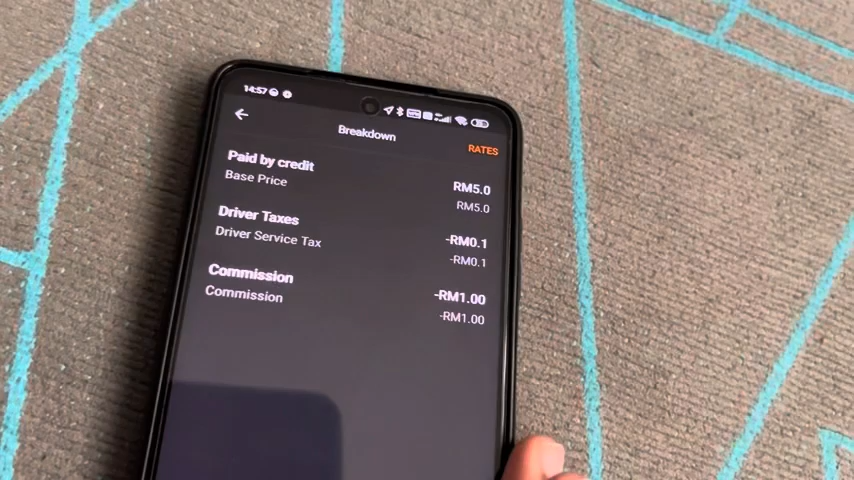 14:57
Breakdown
RATES
Paid by credit RM5.0
Base Price RM5.0
Driver Taxes -RM0.1
Driver Service Tax -RM0.1
Commission -RM1.00
Commission -RM1.00